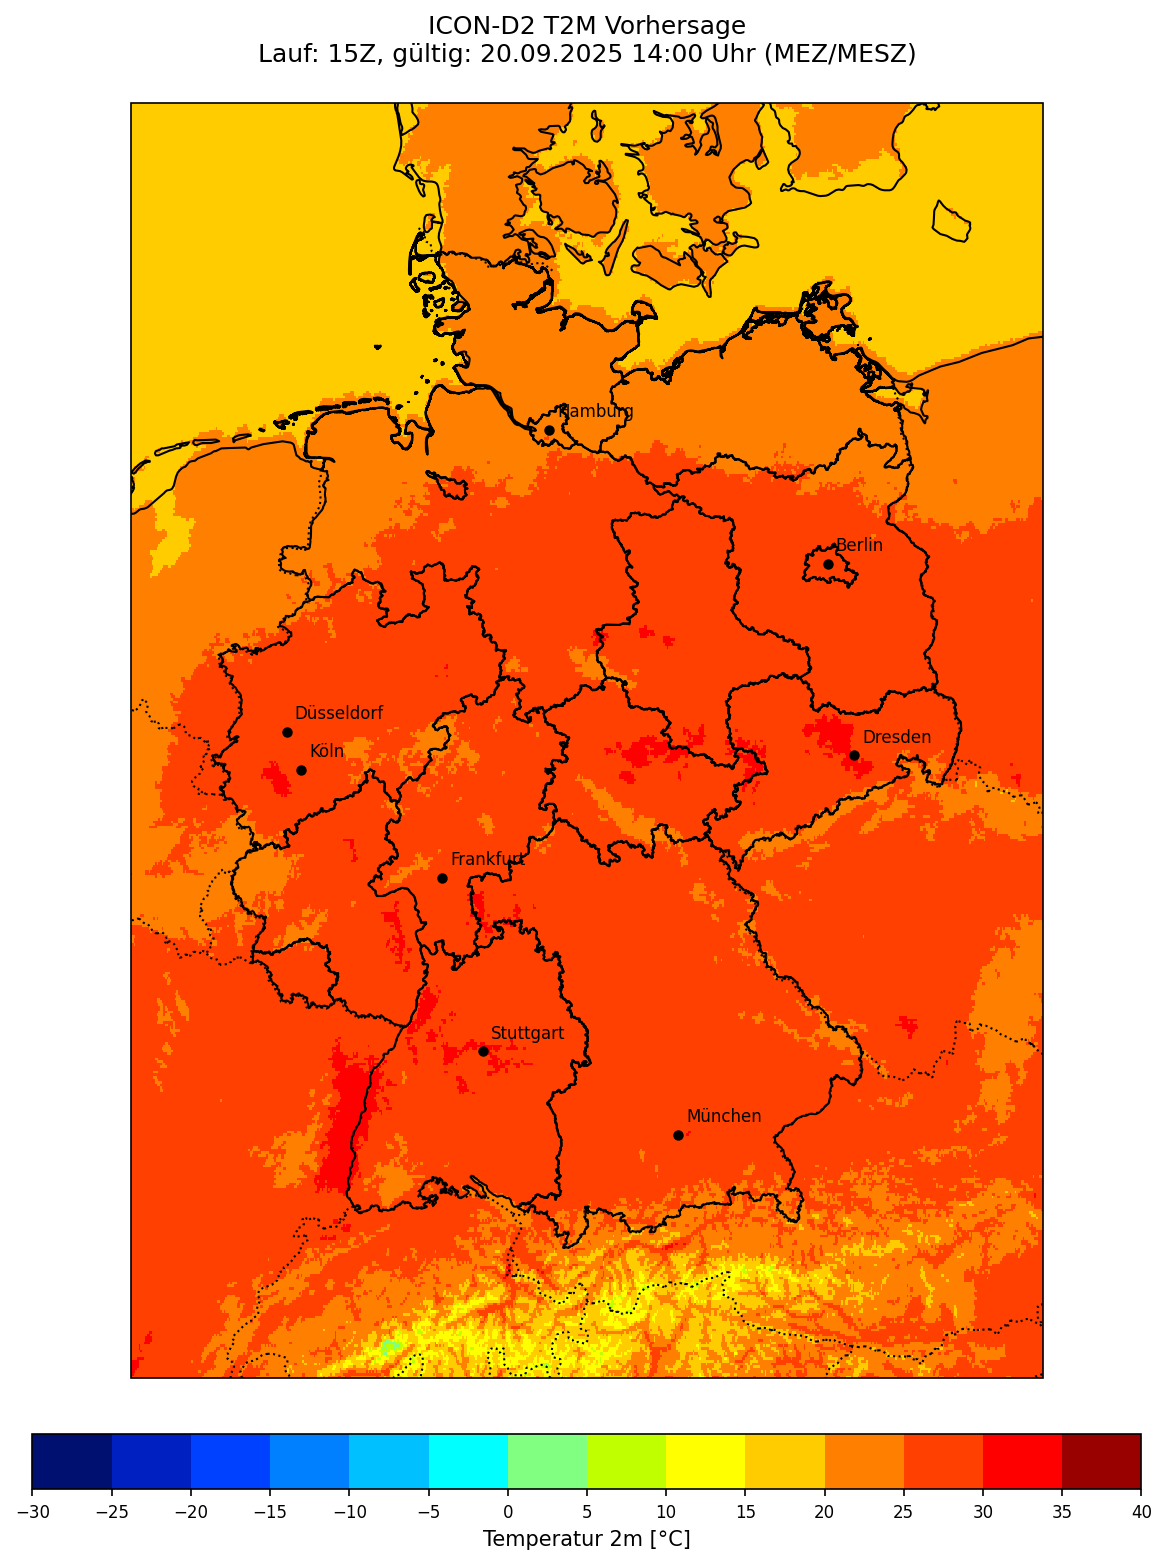 ICON-D2 T2M Vorhersage
Lauf: 15Z, gültig: 20.09.2025 14:00 Uhr (MEZ/MESZ)
Hamburg
Berlin
Düsseldorf
Dresden
Köln
Frankfurt
Stuttgart
München
−30 −25 −20 −15 −10 −5 0 5 10 15 20 25 30 35 40
Temperatur 2m [°C]